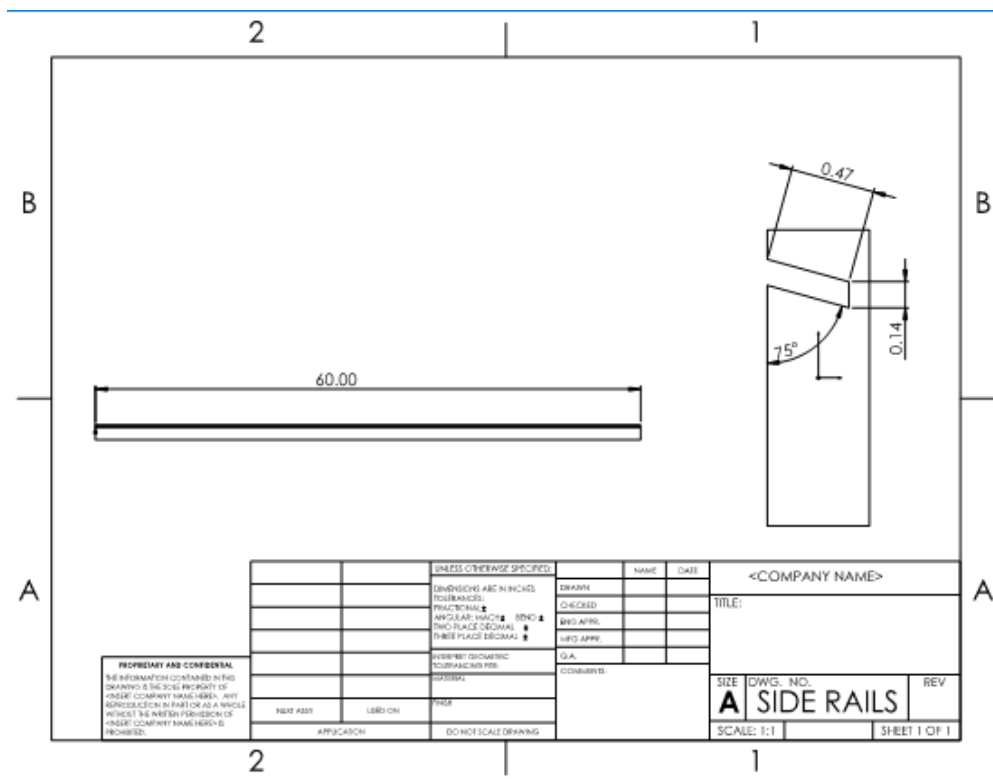 2 1
B B
0.47
0.14
75°
60.00
A A
UNLESS OTHERWISE SPECIFIED:
DIMENSIONS ARE IN INCHES
TOLERANCES:
FRACTIONAL ±
ANGULAR: MACH ± BEND ±
TWO PLACE DECIMAL ±
THREE PLACE DECIMAL ±
INTERPRET GEOMETRIC
TOLERANCING PER:
MATERIAL
FINISH
DO NOT SCALE DRAWING
NAME DATE
DRAWN
CHECKED
ENG APPR.
MFG APPR.
Q.A.
COMMENTS:
<COMPANY NAME>
TITLE:
SIZE DWG. NO. REV
A SIDE RAILS
SCALE: 1:1 SHEET 1 OF 1
PROPRIETARY AND CONFIDENTIAL
THE INFORMATION CONTAINED IN THIS
DRAWING IS THE SOLE PROPERTY OF
<INSERT COMPANY NAME HERE>. ANY
REPRODUCTION IN PART OR AS A WHOLE
WITHOUT THE WRITTEN PERMISSION OF
<INSERT COMPANY NAME HERE> IS
PROHIBITED.
NEXT ASSY USED ON
APPLICATION
2 1